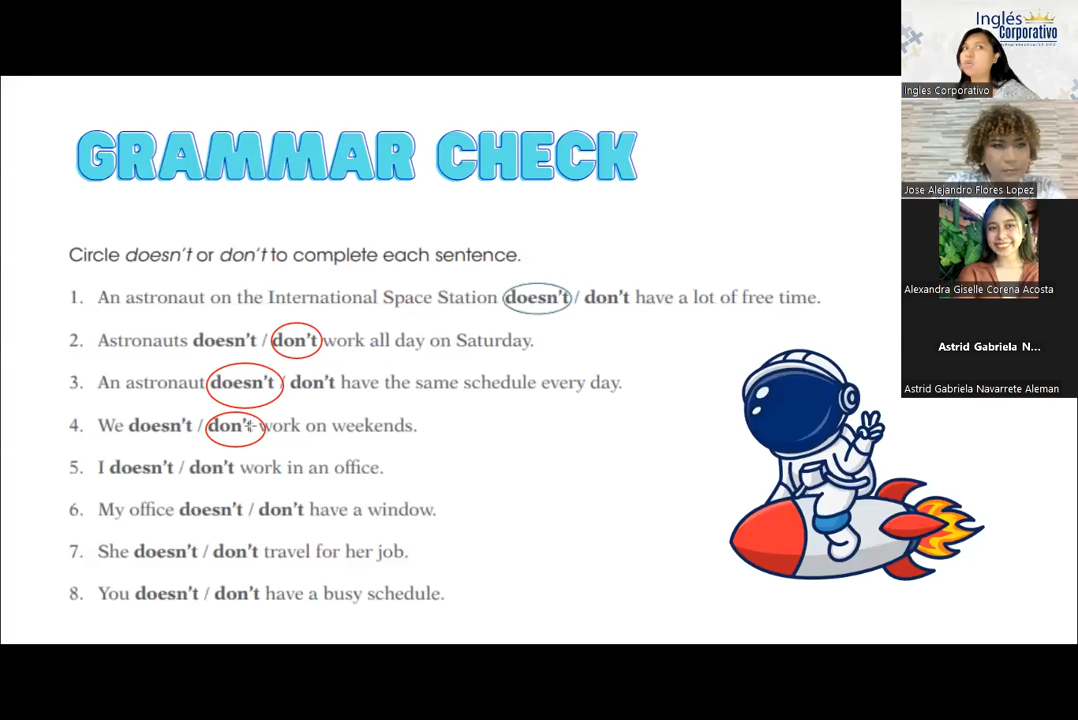 GRAMMAR CHECK
Circle doesn't or don't to complete each sentence.
1. An astronaut on the International Space Station doesn't / don't have a lot of free time.
2. Astronauts doesn't / don't work all day on Saturday.
3. An astronaut doesn't / don't have the same schedule every day.
4. We doesn't / don't work on weekends.
5. I doesn't / don't work in an office.
6. My office doesn't / don't have a window.
7. She doesn't / don't travel for her job.
8. You doesn't / don't have a busy schedule.
Inglés
Corporativo
Ingles Corporativo
Jose Alejandro Flores Lopez
Alexandra Giselle Corena Acosta
Astrid Gabriela N...
Astrid Gabriela Navarrete Aleman